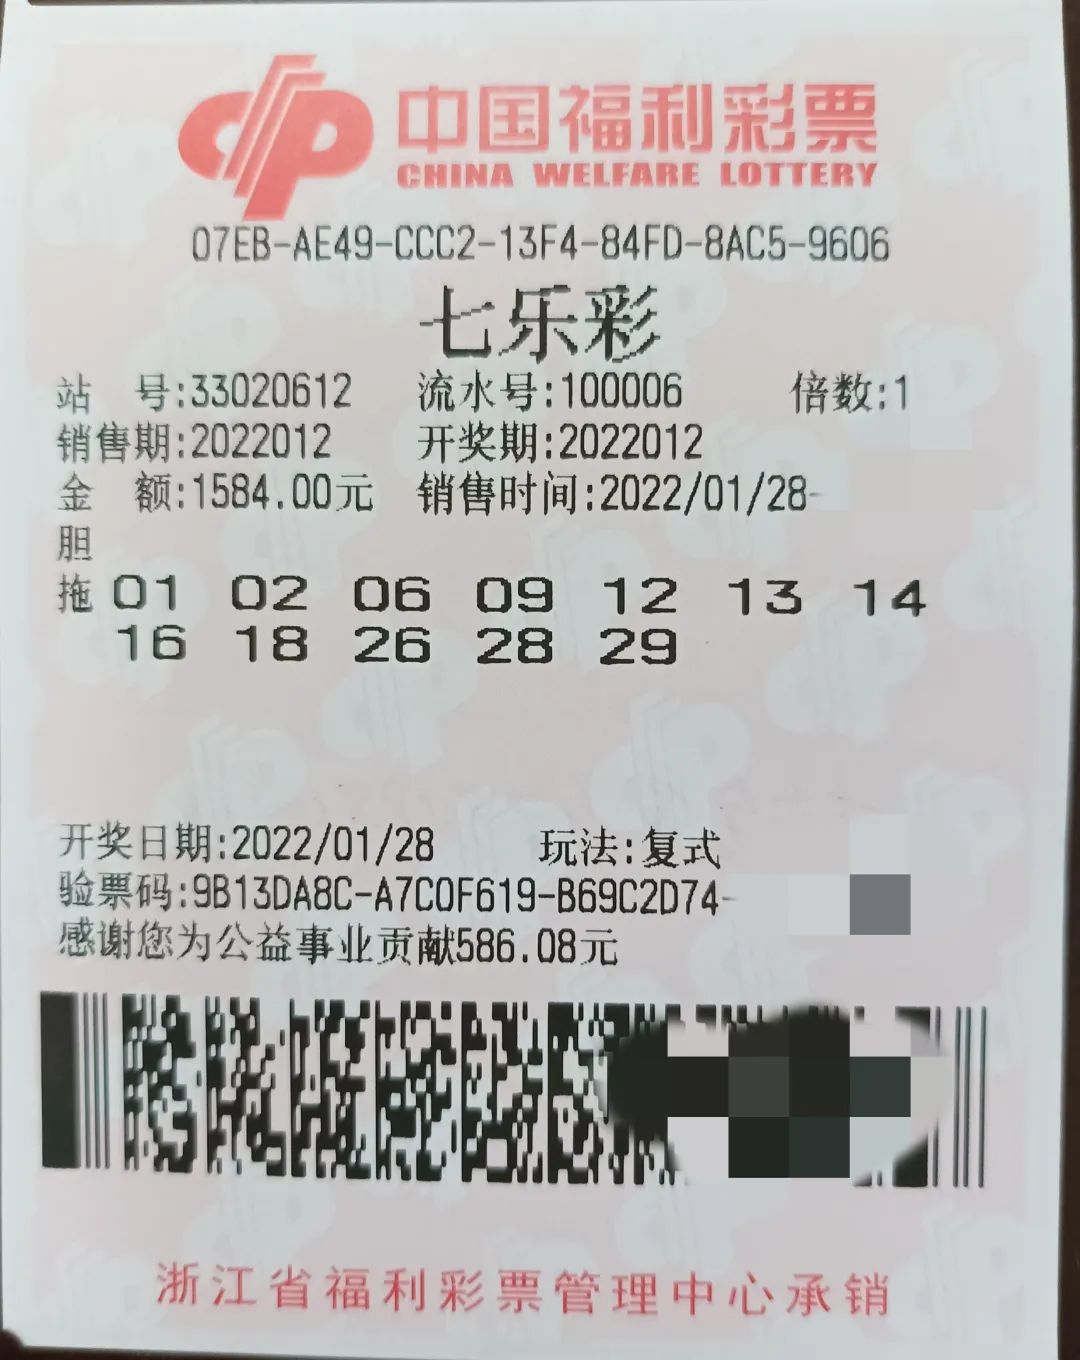 中国福利彩票
CHINA WELFARE LOTTERY
07EB-AE49-CCC2-13F4-84FD-8AC5-9606
七乐彩
站 号:33020612 流水号:100006 倍数:1
销售期:2022012 开奖期:2022012
金 额:1584.00元 销售时间:2022/01/28-
胆
拖 01 02 06 09 12 13 14
16 18 26 28 29
开奖日期:2022/01/28 玩法:复式
验票码:9B13DA8C-A7C0F619-B69C2D74-
感谢您为公益事业贡献586.08元
浙江省福利彩票管理中心承销